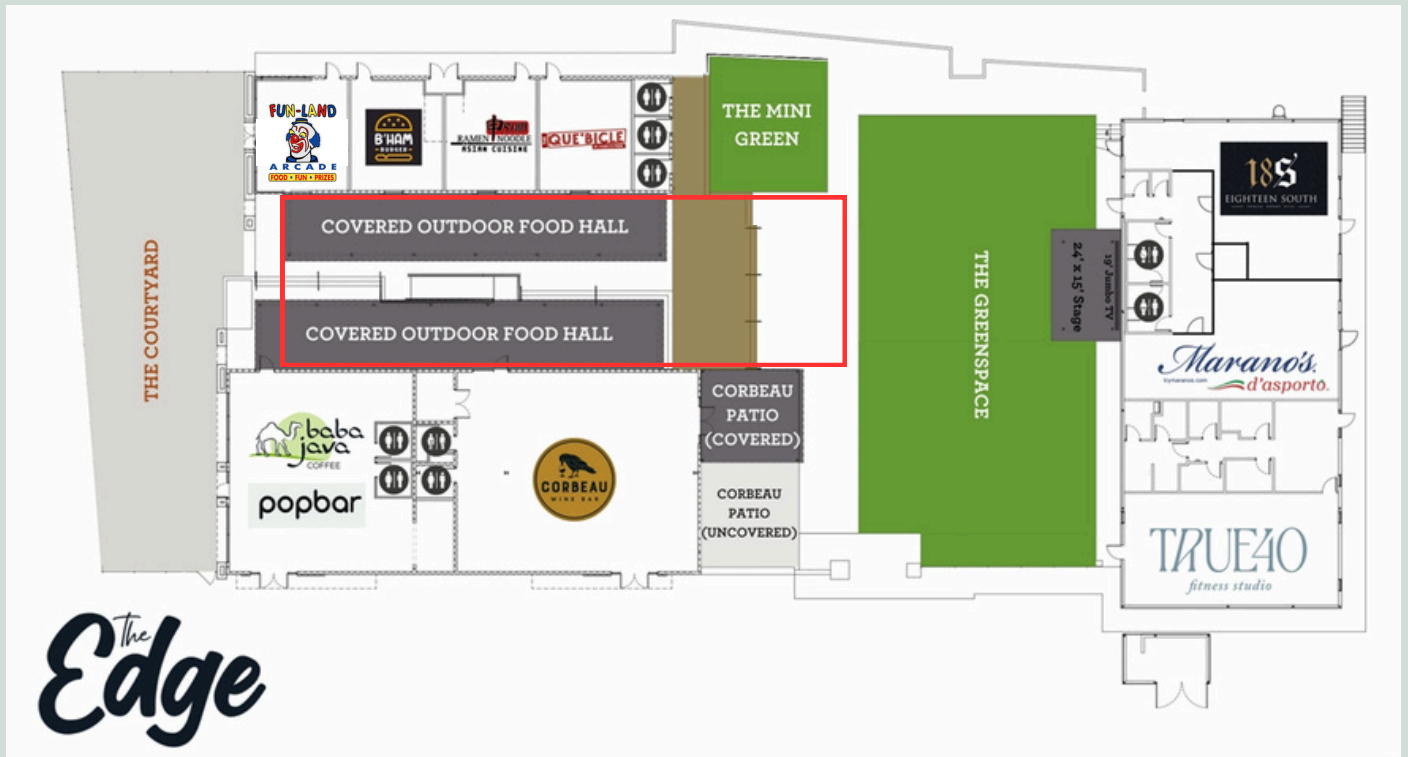 FUN-LAND
ARCADE
FOOD • FUN • PRIZES
B'HAM
BURGER
RAMEN NOODLE
ASIAN CUISINE
QUE'BICLE
THE MINI
GREEN
COVERED OUTDOOR FOOD HALL
COVERED OUTDOOR FOOD HALL
THE COURTYARD
THE GREENSPACE
19' Jumbo TV
24' x 15' Stage
18S
EIGHTEEN SOUTH
Marano's.
trymaranos.com
d'asporto.
baba
java
COFFEE
popbar
CORBEAU
WINE BAR
CORBEAU
PATIO
(COVERED)
CORBEAU
PATIO
(UNCOVERED)
TRUE40
fitness studio
The
Edge